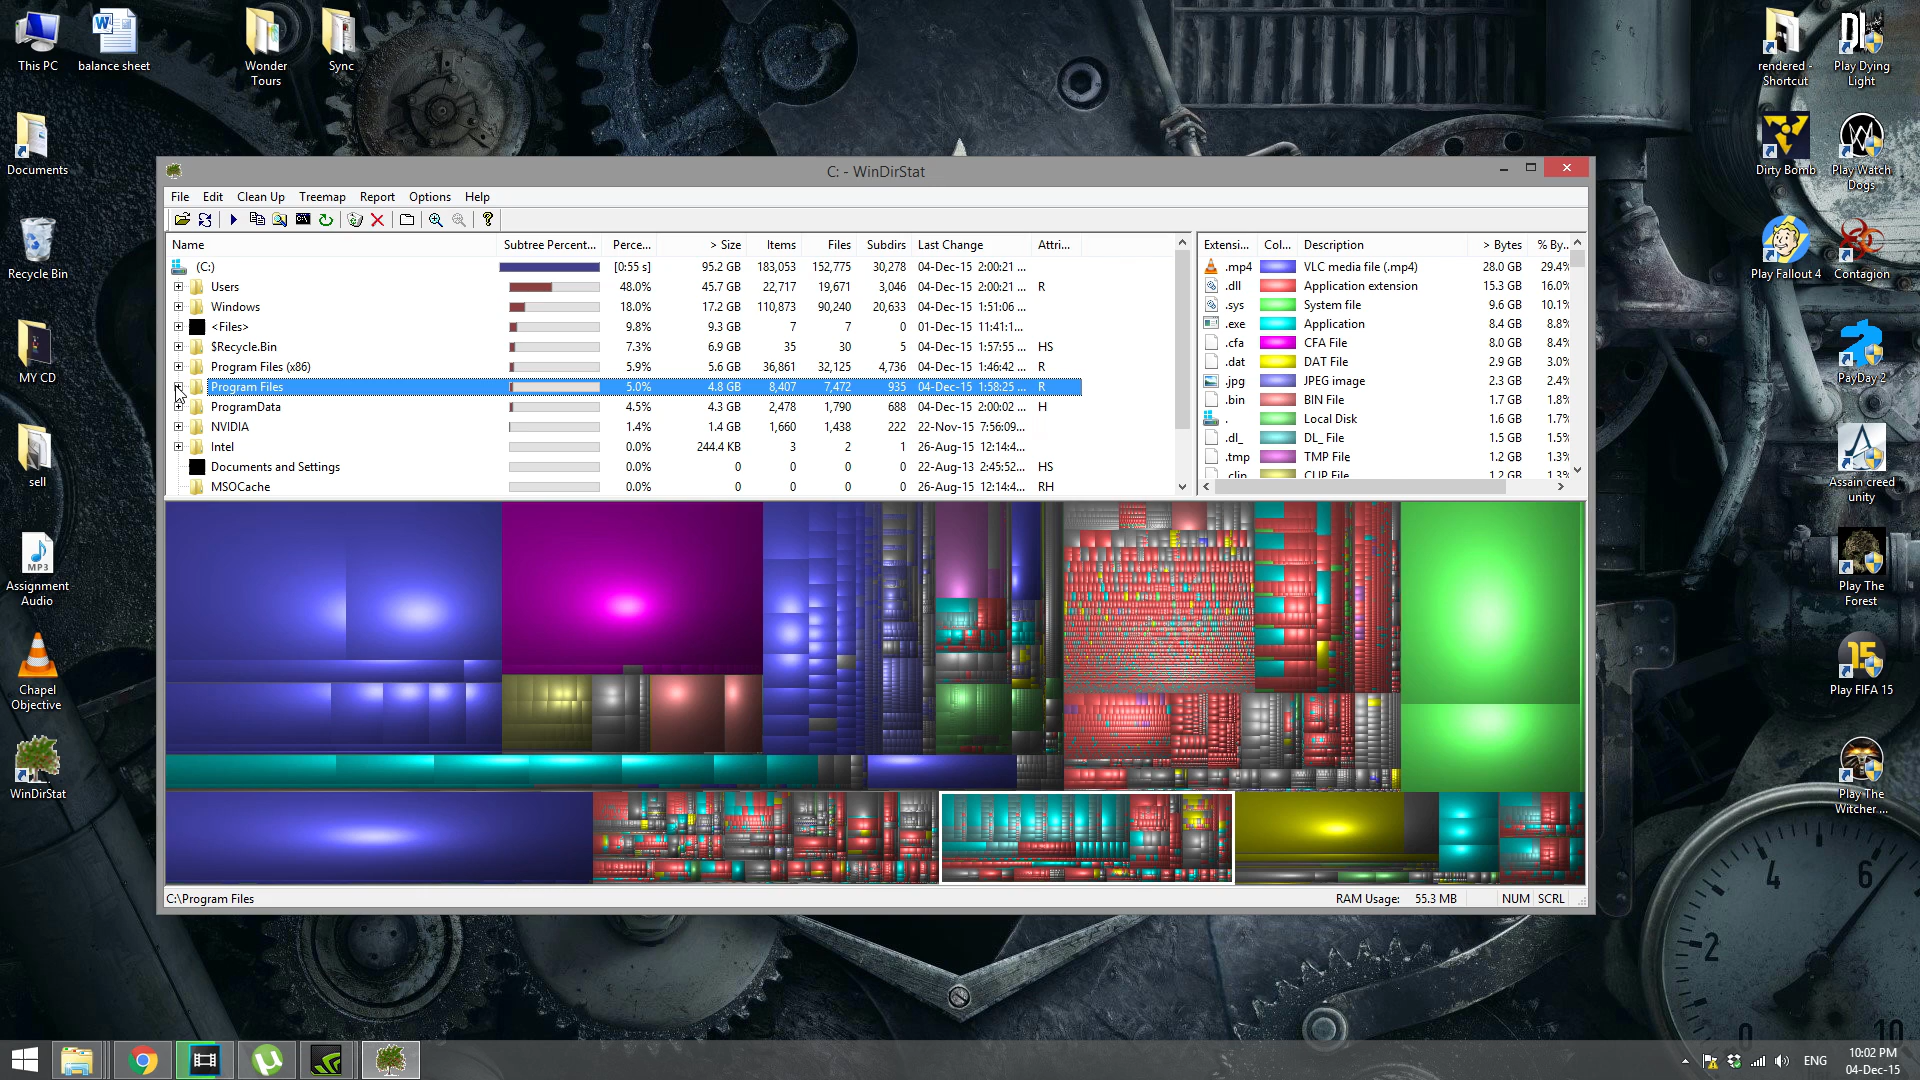 This PC
balance sheet
Wonder
Tours
Sync
rendered -
Shortcut
Play Dying
Light
Documents
Dirty Bomb
Play Watch
Dogs
Recycle Bin
Play Fallout 4
Contagion
MY CD
PayDay 2
sell
Assain creed
unity
MP3
Assignment
Audio
Play The
Forest
Chapel
Objective
15
Play FIFA 15
WinDirStat
Play The
Witcher ...
C: - WinDirStat
File Edit Clean Up Treemap Report Options Help
Name Subtree Percent... Perce... > Size Items Files Subdirs Last Change Attri...
(C:) [0:55 s] 95.2 GB 183,053 152,775 30,278 04-Dec-15 2:00:21 ...
Users 48.0% 45.7 GB 22,717 19,671 3,046 04-Dec-15 2:00:21 ... R
Windows 18.0% 17.2 GB 110,873 90,240 20,633 04-Dec-15 1:51:06 ...
<Files> 9.8% 9.3 GB 7 7 0 01-Dec-15 11:41:1...
$Recycle.Bin 7.3% 6.9 GB 35 30 5 04-Dec-15 1:57:55 ... HS
Program Files (x86) 5.9% 5.6 GB 36,861 32,125 4,736 04-Dec-15 1:46:42 ... R
Program Files 5.0% 4.8 GB 8,407 7,472 935 04-Dec-15 1:58:25 ... R
ProgramData 4.5% 4.3 GB 2,478 1,790 688 04-Dec-15 2:00:02 ... H
NVIDIA 1.4% 1.4 GB 1,660 1,438 222 22-Nov-15 7:56:09...
Intel 0.0% 244.4 KB 3 2 1 26-Aug-15 12:14:4...
Documents and Settings 0.0% 0 0 0 0 22-Aug-13 2:45:52... HS
MSOCache 0.0% 0 0 0 0 26-Aug-15 12:14:4... RH
Extensi... Col... Description > Bytes % By...
.mp4 VLC media file (.mp4) 28.0 GB 29.4%
.dll Application extension 15.3 GB 16.0%
.sys System file 9.6 GB 10.1%
.exe Application 8.4 GB 8.8%
.cfa CFA File 8.0 GB 8.4%
.dat DAT File 2.9 GB 3.0%
.jpg JPEG image 2.3 GB 2.4%
.bin BIN File 1.7 GB 1.8%
. Local Disk 1.6 GB 1.7%
.dl_ DL_ File 1.5 GB 1.5%
.tmp TMP File 1.2 GB 1.3%
.clip CLIP File 1.2 GB 1.3%
C:\Program Files
RAM Usage: 55.3 MB NUM SCRL
4 6
2
0 10
ENG
10:02 PM
04-Dec-15